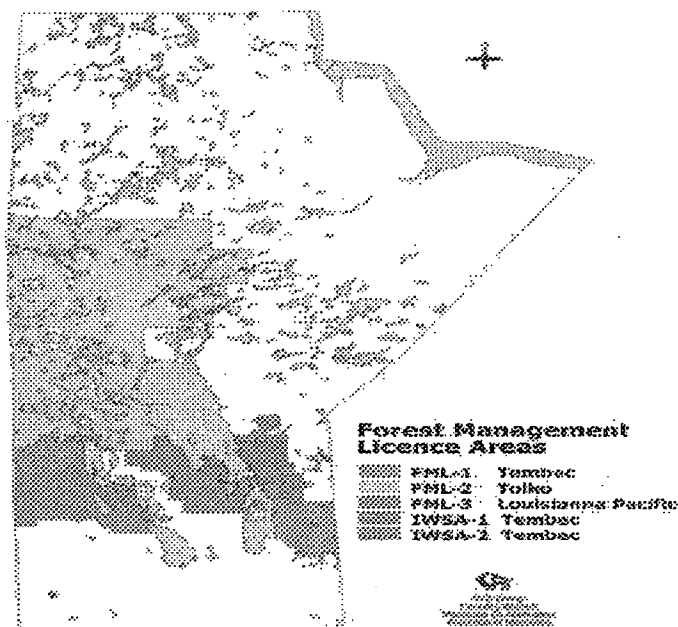 Forest Management
Licence Areas
FML-1 Tembec
FML-2 Tolko
FML-3 Louisianna Pacific
IWSA-1 Tembec
IWSA-2 Tembec